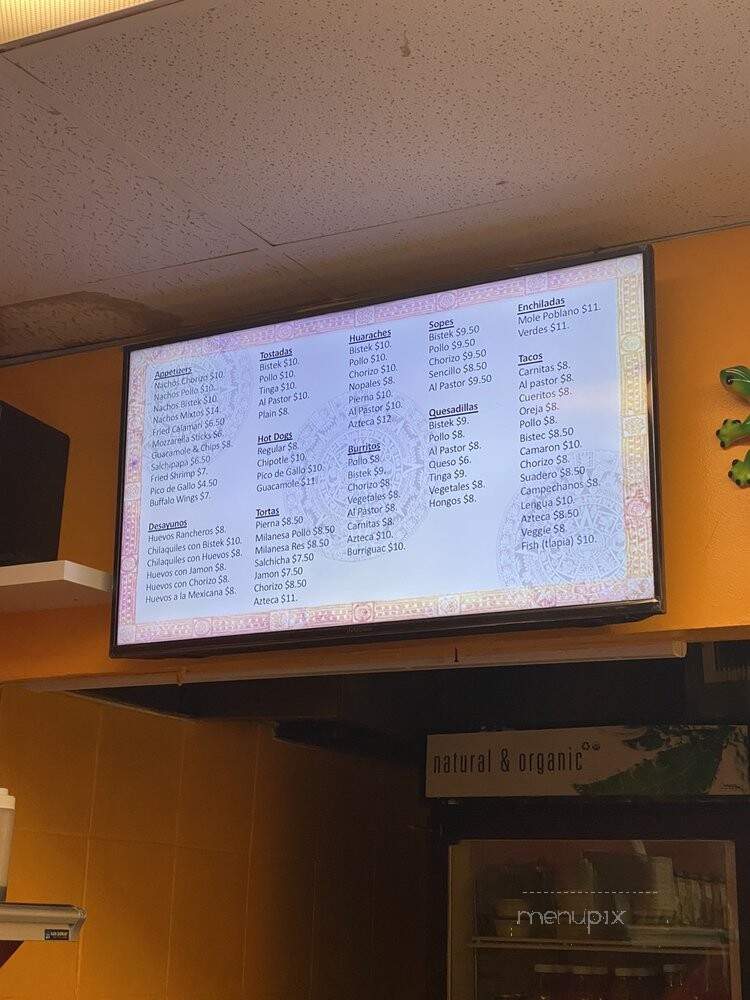 Appetizers
Nachos Chorizo $10.
Nachos Pollo $10.
Nachos Bistek $10.
Nachos Mixtos $14.
Fried Calamari $6.50
Mozzarella Sticks $6.
Guacamole & Chips $8.
Salchipapa $6.50
Fried Shrimp $7.
Pico de Gallo $4.50
Buffalo Wings $7.
Desayunos
Huevos Rancheros $8.
Chilaquiles con Bistek $10.
Chilaquiles con Huevos $8.
Huevos con Jamon $8.
Huevos con Chorizo $8.
Huevos a la Mexicana $8.
Tostadas
Bistek $10.
Pollo $10.
Tinga $10.
Al Pastor $10.
Plain $8.
Hot Dogs
Regular $8.
Chipotle $10.
Pico de Gallo $10.
Guacamole $11.
Tortas
Pierna $8.50
Milanesa Pollo $8.50
Milanesa Res $8.50
Salchicha $7.50
Jamon $7.50
Chorizo $8.50
Azteca $11.
Huaraches
Bistek $10.
Pollo $10.
Chorizo $10.
Nopales $8.
Pierna $10.
Al Pastor $10.
Azteca $12.
Burritos
Pollo $8.
Bistek $9.
Chorizo $8.
Vegetales $8.
Al Pastor $8.
Carnitas $8.
Azteca $10.
Burriguac $10.
Sopes
Bistek $9.50
Pollo $9.50
Chorizo $9.50
Sencillo $8.50
Al Pastor $9.50
Quesadillas
Bistek $9.
Pollo $8.
Al Pastor $8.
Queso $6.
Tinga $9.
Vegetales $8.
Hongos $8.
Enchiladas
Mole Poblano $11.
Verdes $11.
Tacos
Carnitas $8.
Al pastor $8.
Cueritos $8.
Oreja $8.
Pollo $8.
Bistec $8.50
Camaron $10.
Chorizo $8.
Suadero $8.50
Campechanos $8.
Lengua $10.
Azteca $8.50
Veggie $8
Fish (tlapia) $10.
natural & organic
menupix